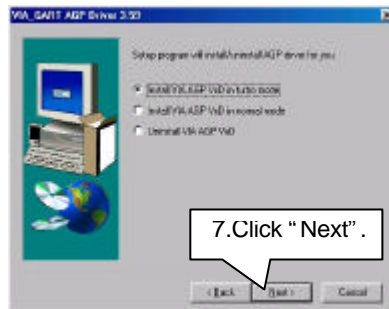 VIA_GART AGP Driver 3.50
Setup program will install/uninstall AGP driver for you
Install VIA AGP VxD in turbo mode
Install VIA AGP VxD in normal mode
Uninstall VIA AGP VxD
7.Click “Next”.
< Back
Next >
Cancel